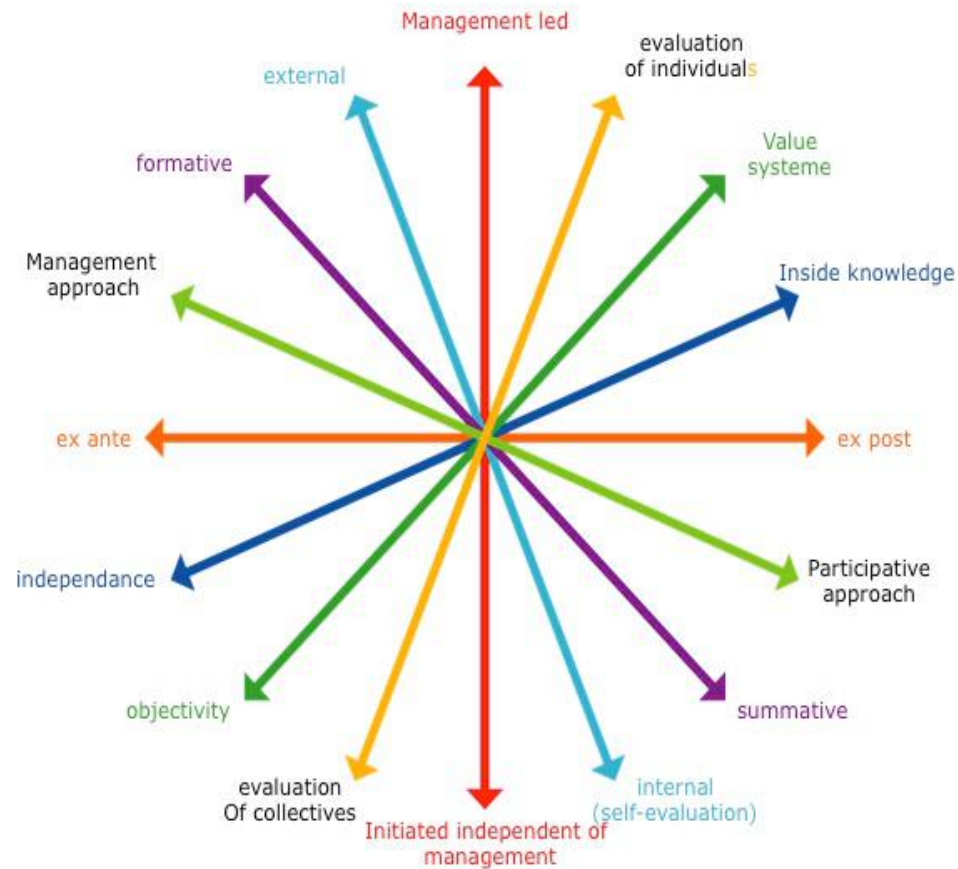 Management led
evaluation
of individuals
external
Value
systeme
formative
Management
approach
Inside knowledge
ex ante
ex post
independance
Participative
approach
objectivity
summative
evaluation
Of collectives
internal
(self-evaluation)
Initiated independent of
management